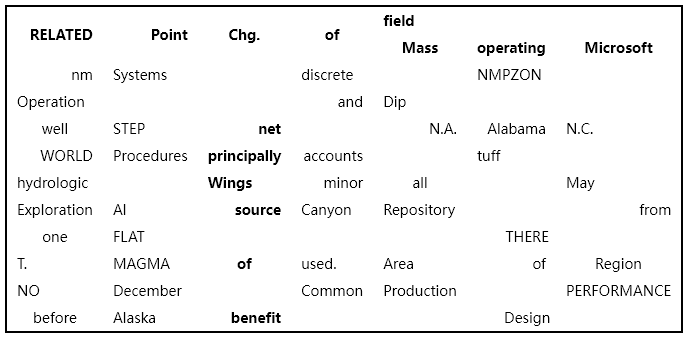 field
RELATED Point Chg. of Mass operating Microsoft
nm Systems discrete NMPZON
Operation and Dip
well STEP net N.A. Alabama N.C.
WORLD Procedures principally accounts tuff
hydrologic Wings minor all May
Exploration AI source Canyon Repository from
one FLAT THERE
T. MAGMA of used. Area of Region
NO December Common Production PERFORMANCE
before Alaska benefit Design